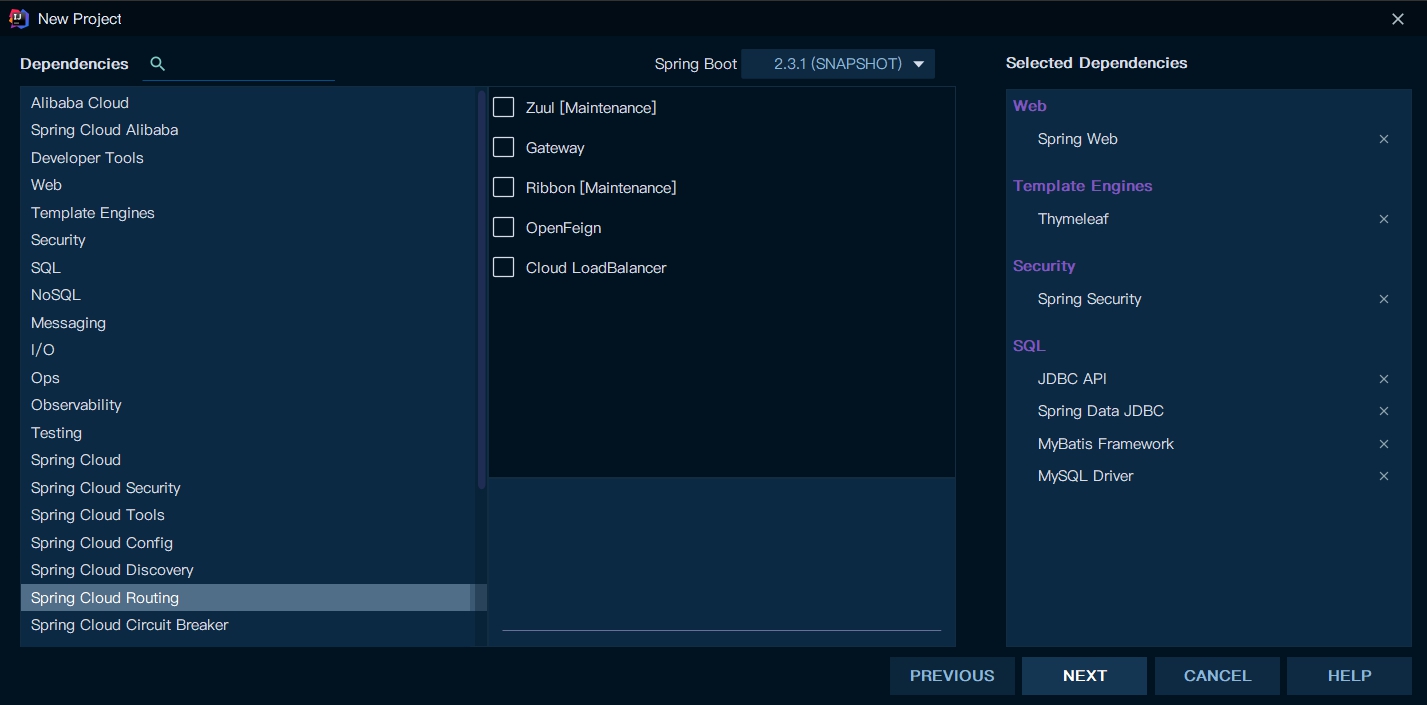 New Project
Dependencies
Spring Boot 2.3.1 (SNAPSHOT)
Selected Dependencies
Alibaba Cloud
Spring Cloud Alibaba
Developer Tools
Web
Template Engines
Security
SQL
NoSQL
Messaging
I/O
Ops
Observability
Testing
Spring Cloud
Spring Cloud Security
Spring Cloud Tools
Spring Cloud Config
Spring Cloud Discovery
Spring Cloud Routing
Spring Cloud Circuit Breaker
Zuul [Maintenance]
Gateway
Ribbon [Maintenance]
OpenFeign
Cloud LoadBalancer
Web
Spring Web
Template Engines
Thymeleaf
Security
Spring Security
SQL
JDBC API
Spring Data JDBC
MyBatis Framework
MySQL Driver
PREVIOUS
NEXT
CANCEL
HELP